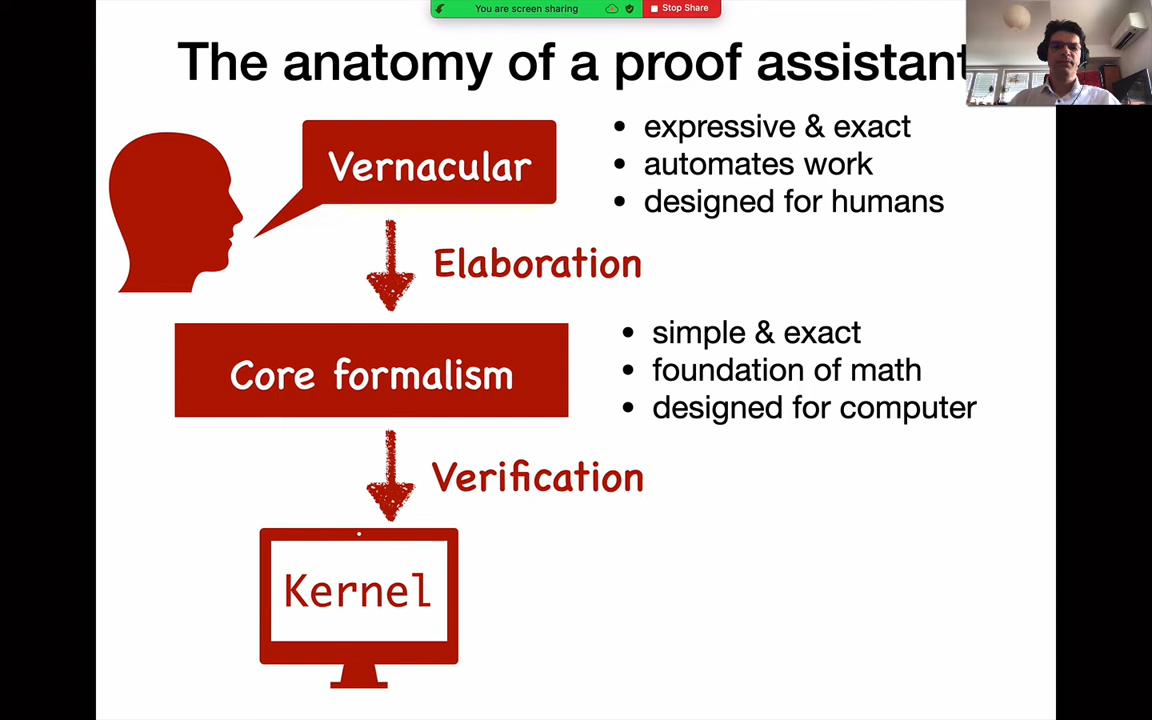 You are screen sharing
Stop Share
The anatomy of a proof assistant
Vernacular
• expressive & exact
• automates work
• designed for humans
Elaboration
Core formalism
• simple & exact
• foundation of math
• designed for computer
Verification
Kernel